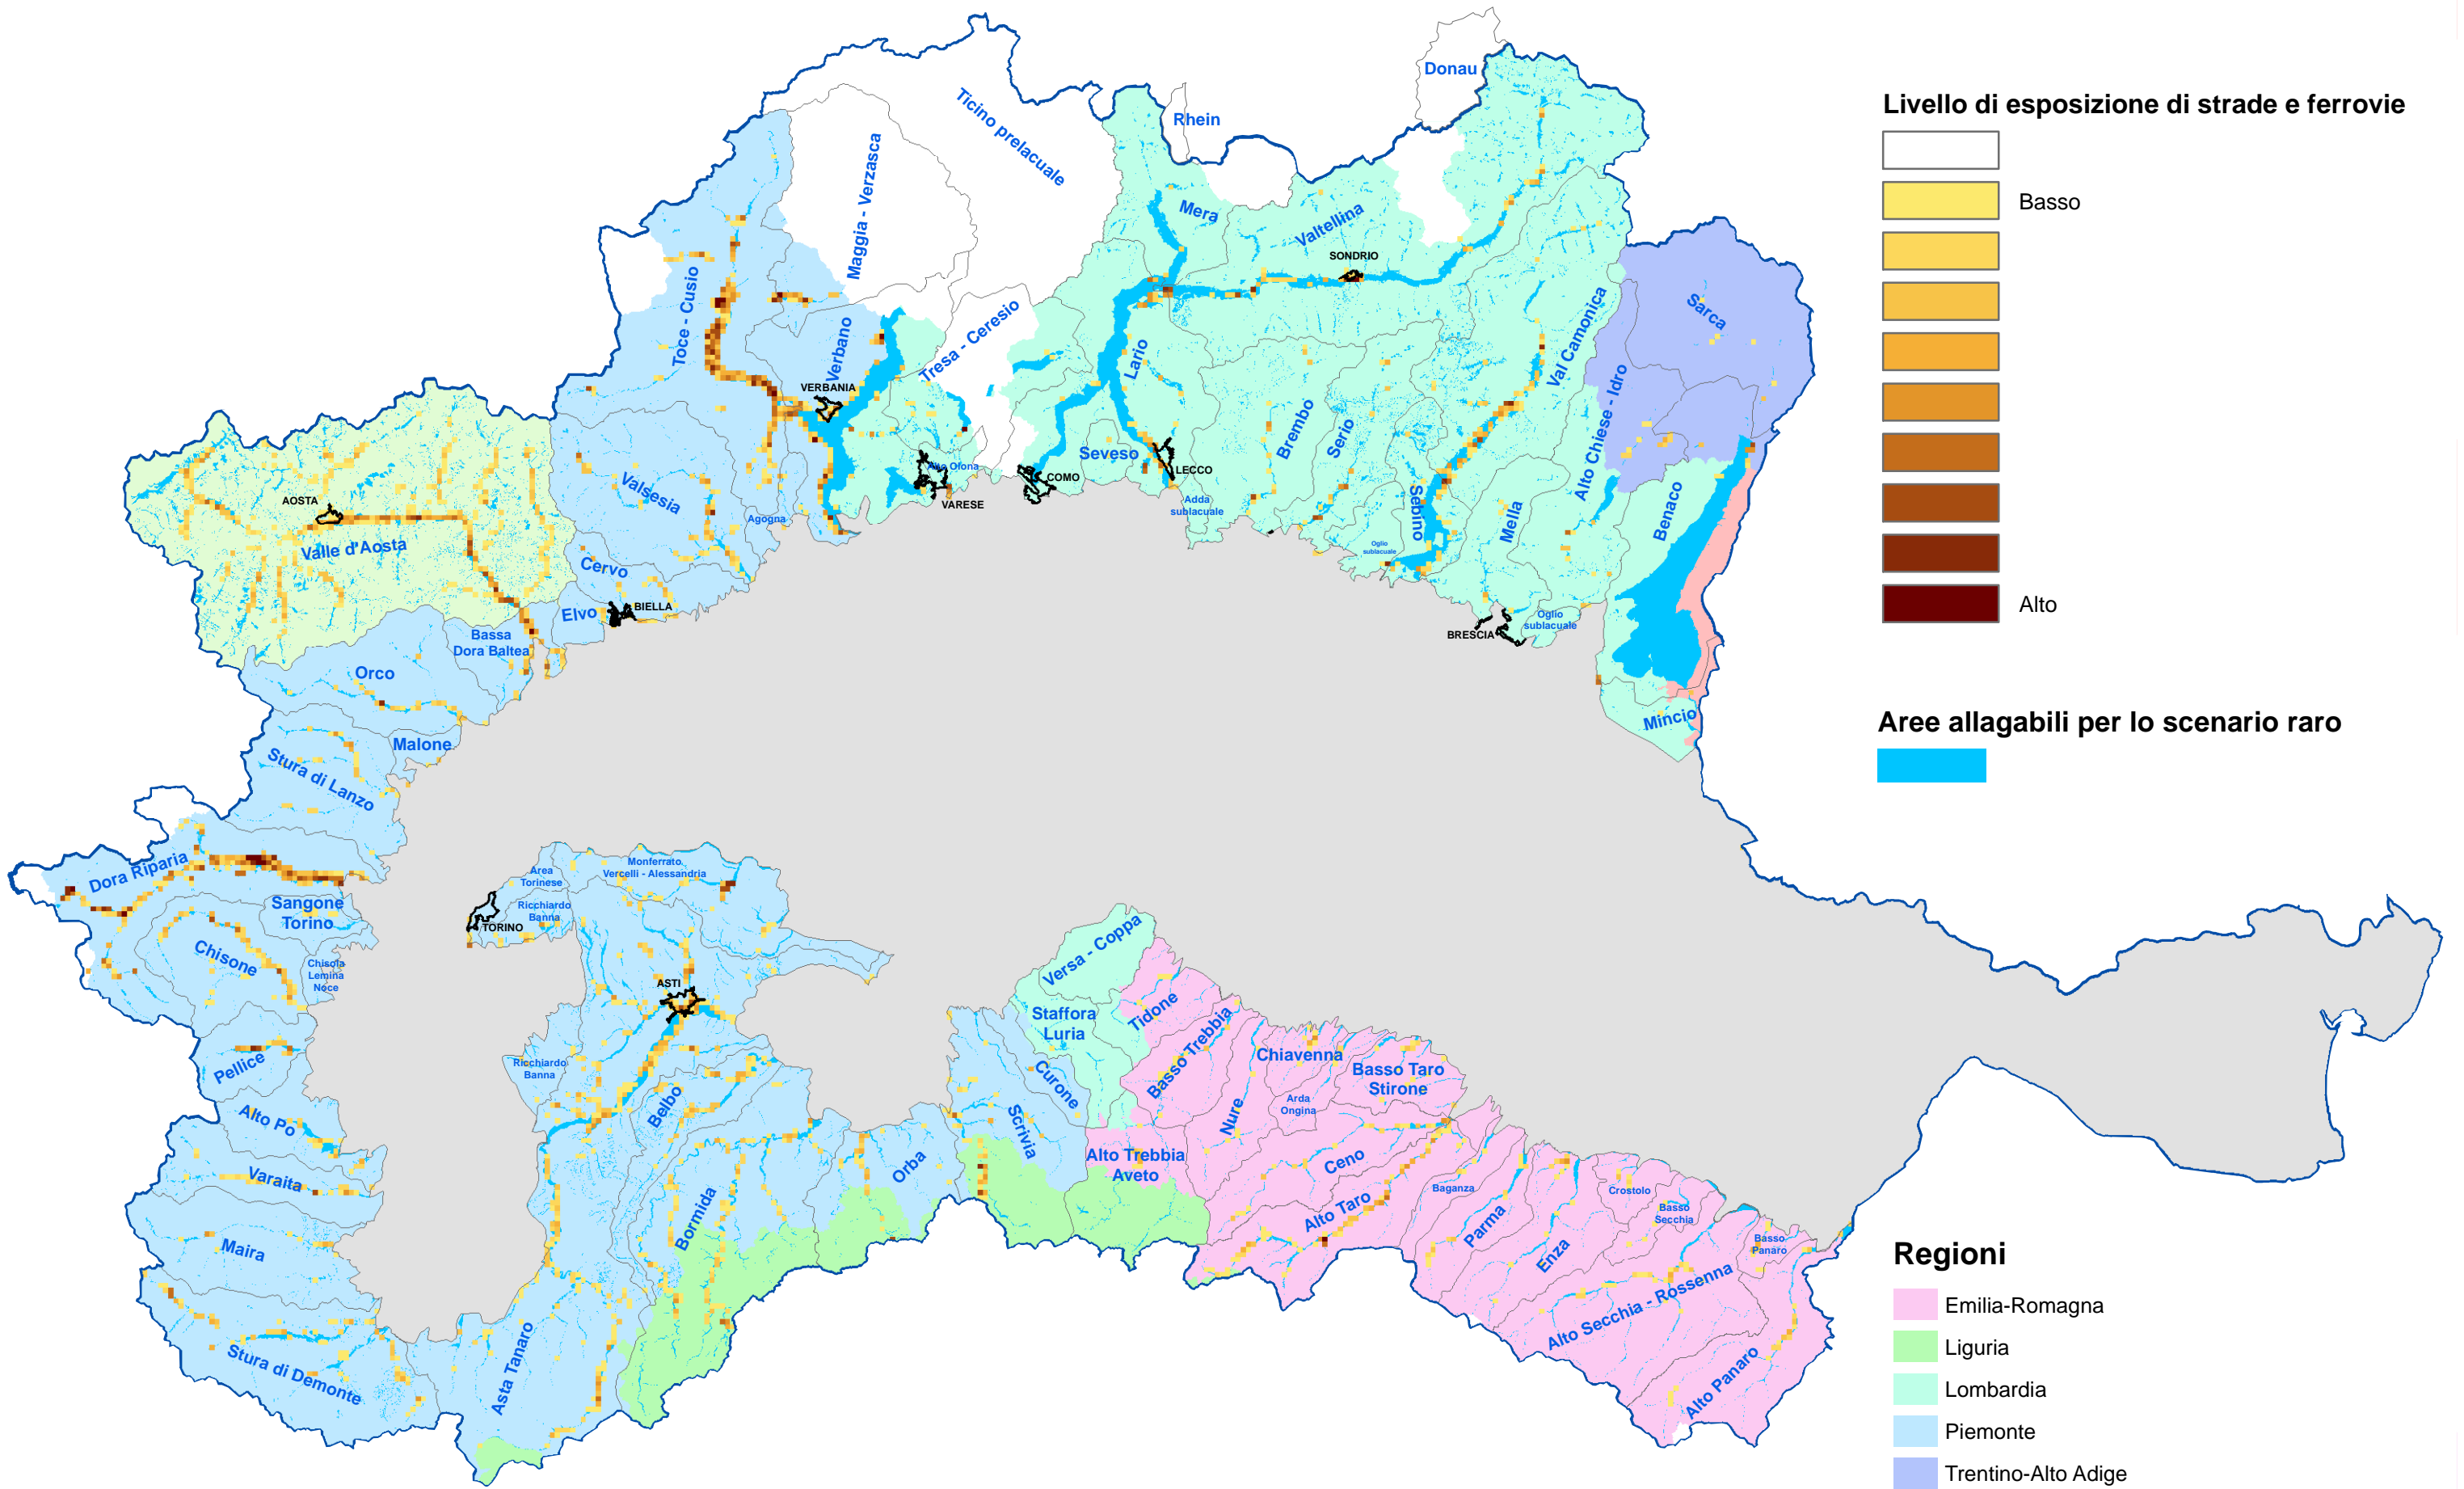 Donau
Livello di esposizione di strade e ferrovie
Basso
Alto
Aree allagabili per lo scenario raro
Regioni
Emilia-Romagna
Liguria
Lombardia
Piemonte
Trentino-Alto Adige
Rhein
Ticino prelacuale
Maggia - Verzasca
Mera
Valtellina
SONDRIO
Sarca
Toce - Cusio
Verbano
VERBANIA
Tresa - Ceresio
Lario
Val Camonica
Alto Chiese - Idro
Brembo
Serio
Seveso
LECCO
COMO
Alto Olona
VARESE
Adda
sublacuale
Sebino
Mella
Benaco
Oglio
sublacuale
Oglio
sublacuale
BRESCIA
Mincio
AOSTA
Valle d'Aosta
Valsesia
Agogna
Cervo
Elvo
BIELLA
Bassa
Dora Baltea
Orco
Malone
Stura di Lanzo
Dora Riparia
Sangone
Torino
Chisone
Chisola
Lemina
Noce
Pellice
Alto Po
Varaita
Maira
Stura di Demonte
Area
Torinese
Monferrato
Vercelli - Alessandria
Ricchiardo
Banna
TORINO
ASTI
Ricchiardo
Banna
Belbo
Bormida
Asta Tanaro
Orba
Scrivia
Curone
Versa - Coppa
Staffora
Luria
Tidone
Basso Trebbia
Nure
Chiavenna
Arda
Ongina
Basso Taro
Stirone
Alto Trebbia
Aveto
Ceno
Alto Taro
Baganza
Parma
Enza
Crostolo
Basso
Secchia
Basso
Panaro
Alto Secchia - Rossenna
Alto Panaro